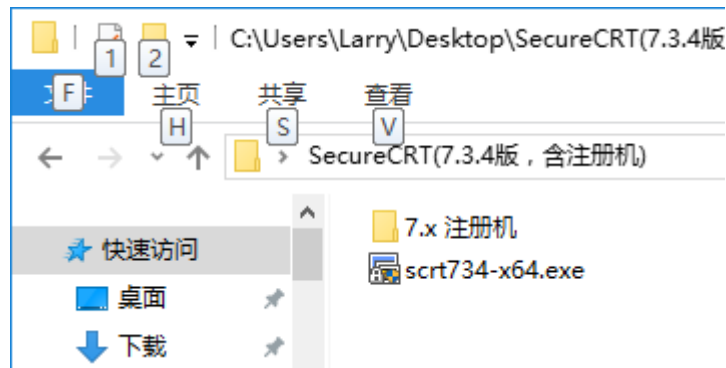 1 2 C:\Users\Larry\Desktop\SecureCRT(7.3.4版
F 主页 共享 查看
H S V
SecureCRT(7.3.4版，含注册机)
快速访问
7.x 注册机
桌面
scrt734-x64.exe
下载